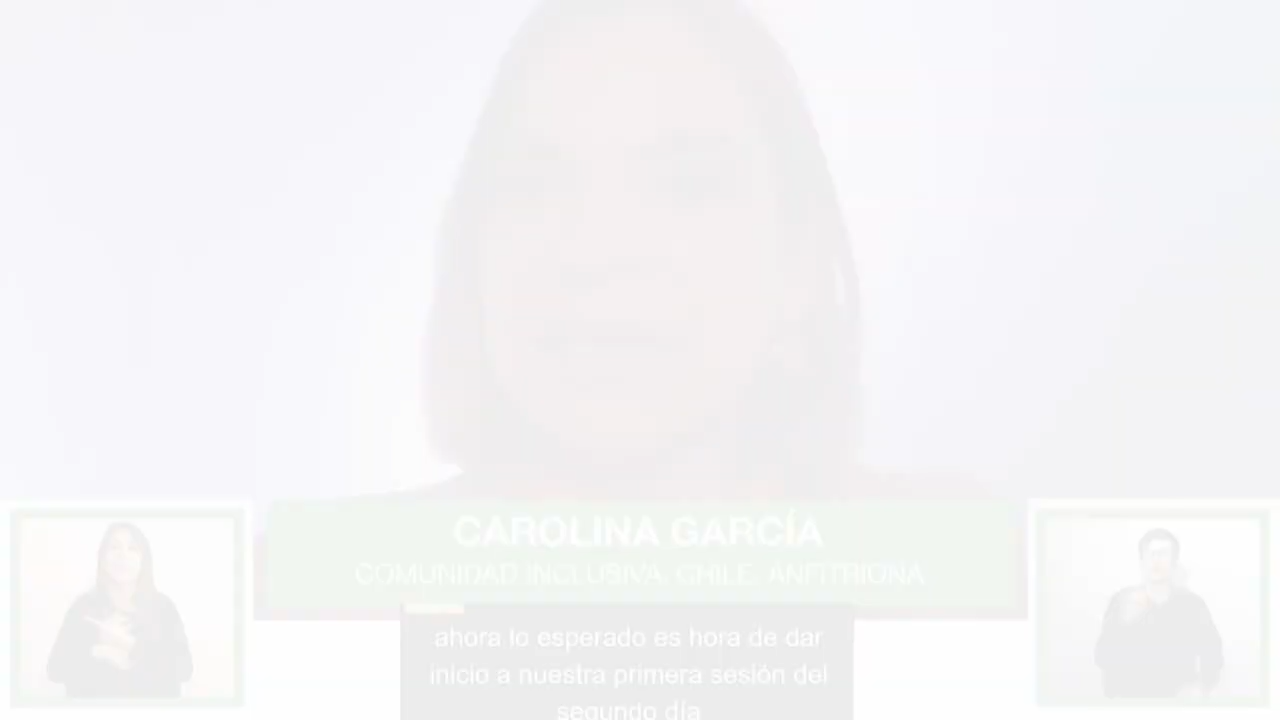 CAROLINA GARCÍA
COMUNIDAD INCLUSIVA, CHILE, ANFITRIONA
ahora lo esperado es hora de dar
inicio a nuestra primera sesión del
segundo día